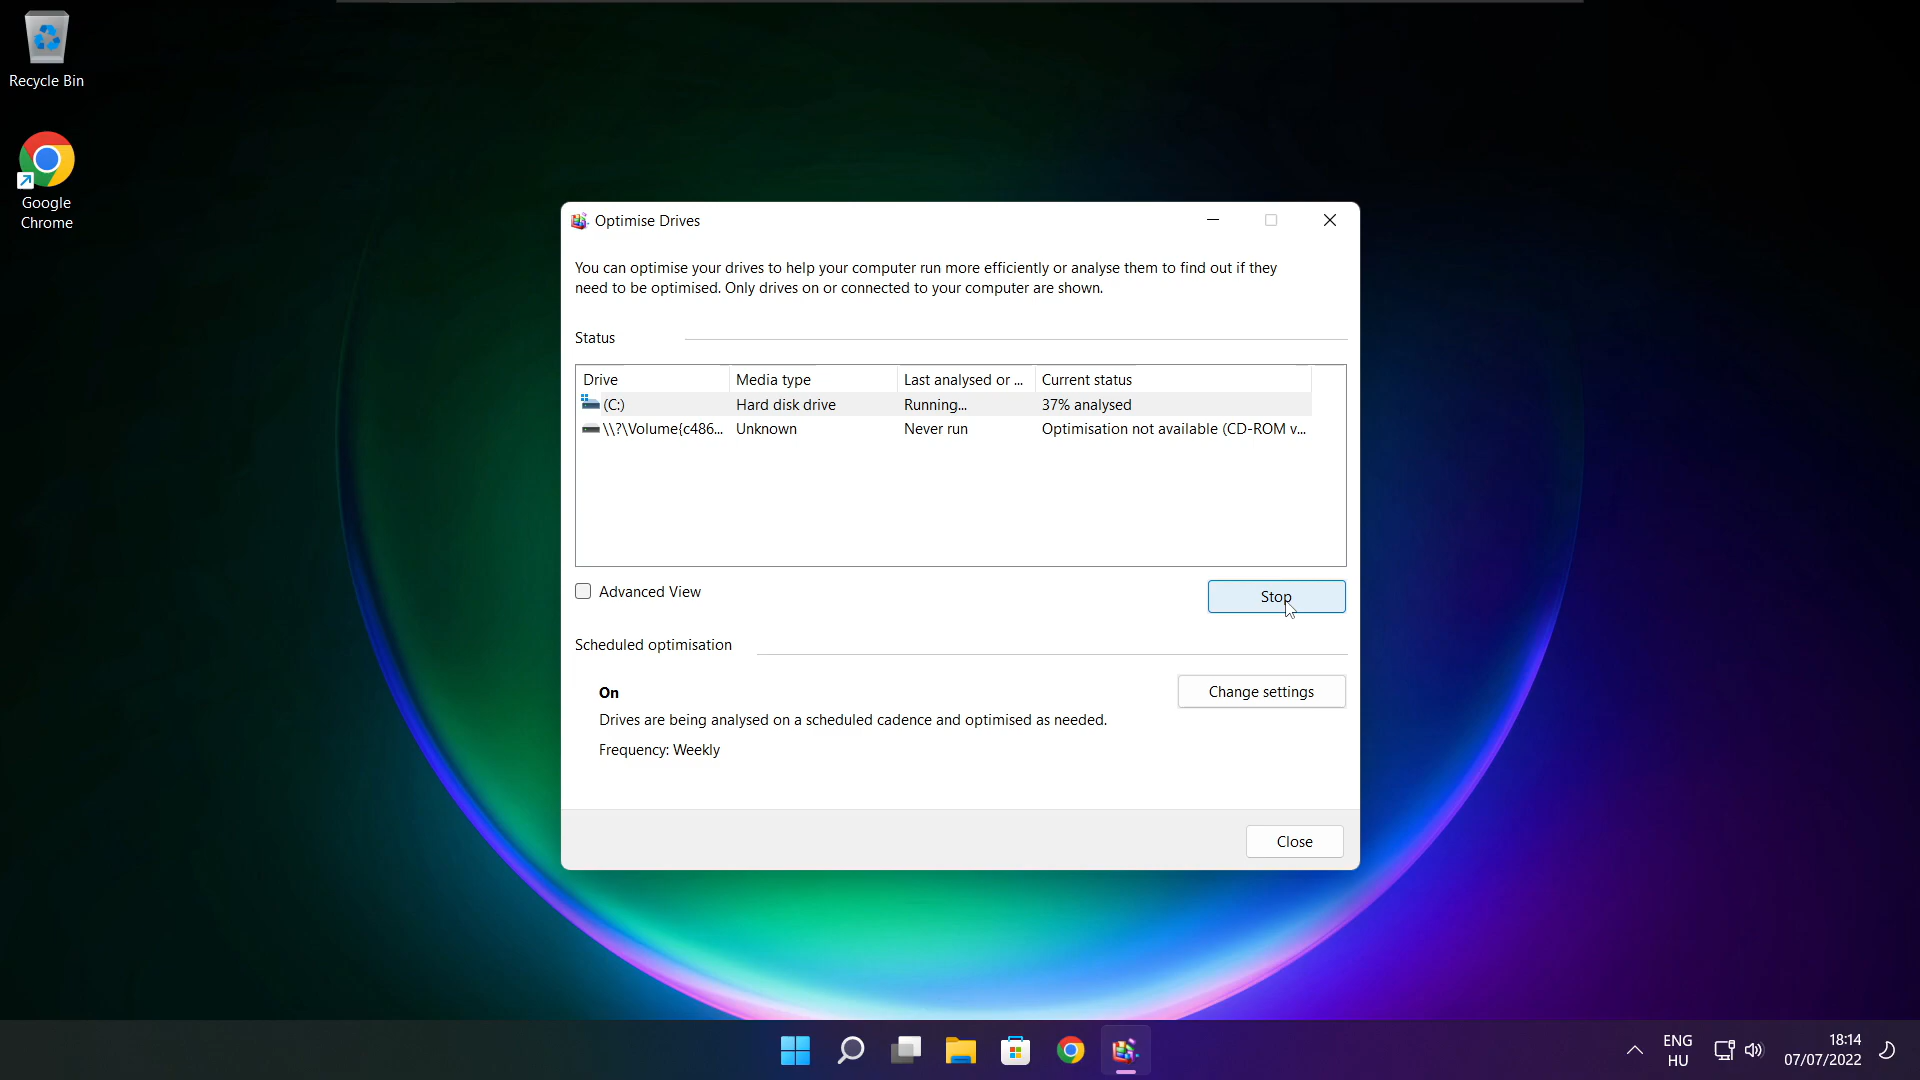 Recycle Bin
Google
Chrome
Optimise Drives
You can optimise your drives to help your computer run more efficiently or analyse them to find out if they
need to be optimised. Only drives on or connected to your computer are shown.
Status
Drive Media type Last analysed or ... Current status
(C:) Hard disk drive Running... 37% analysed
\\?\Volume{c486... Unknown Never run Optimisation not available (CD-ROM v...
Advanced View
Stop
Scheduled optimisation
On
Change settings
Drives are being analysed on a scheduled cadence and optimised as needed.
Frequency: Weekly
Close
ENG
HU
18:14
07/07/2022